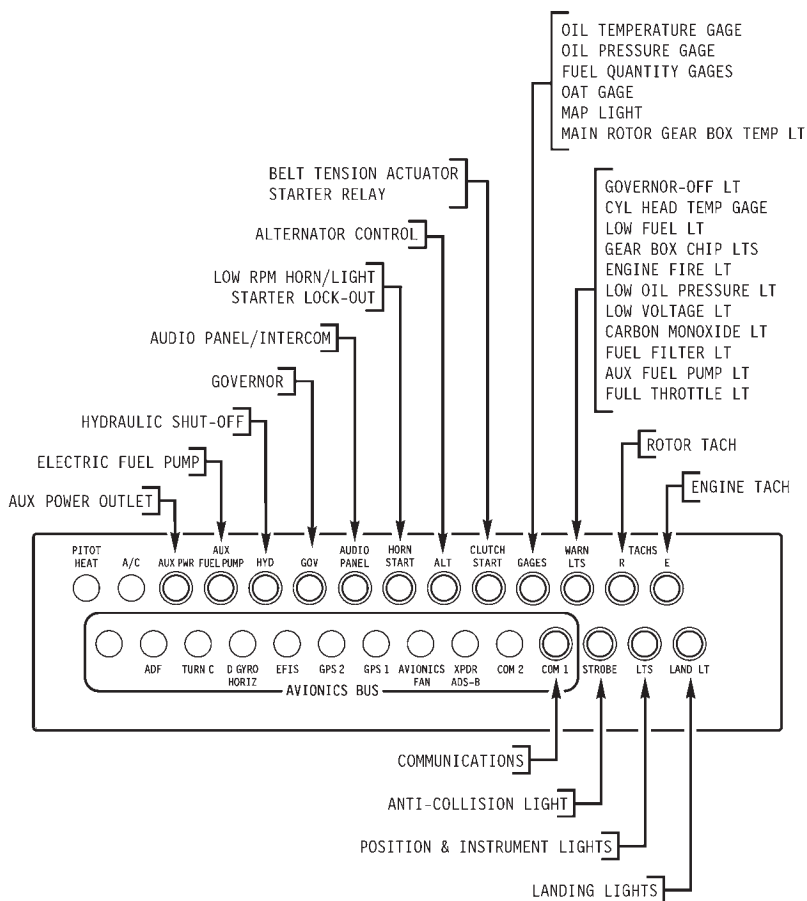 OIL TEMPERATURE GAGE
OIL PRESSURE GAGE
FUEL QUANTITY GAGES
OAT GAGE
MAP LIGHT
MAIN ROTOR GEAR BOX TEMP LT
BELT TENSION ACTUATOR
STARTER RELAY
GOVERNOR-OFF LT
CYL HEAD TEMP GAGE
LOW FUEL LT
GEAR BOX CHIP LTS
ENGINE FIRE LT
LOW OIL PRESSURE LT
LOW VOLTAGE LT
CARBON MONOXIDE LT
FUEL FILTER LT
AUX FUEL PUMP LT
FULL THROTTLE LT
ALTERNATOR CONTROL
LOW RPM HORN/LIGHT
STARTER LOCK-OUT
AUDIO PANEL/INTERCOM
GOVERNOR
HYDRAULIC SHUT-OFF
ELECTRIC FUEL PUMP
AUX POWER OUTLET
ROTOR TACH
ENGINE TACH
PITOT
HEAT
A/C
AUX PWR
AUX
FUEL PUMP
HYD
GOV
AUDIO
PANEL
HORN
START
ALT
CLUTCH
START
GAGES
WARN
LTS
TACHS
R
E
ADF
TURN C
D GYRO
HORIZ
EFIS
GPS 2
GPS 1
AVIONICS
FAN
XPDR
ADS-B
COM 2
COM 1
STROBE
LTS
LAND LT
AVIONICS BUS
COMMUNICATIONS
ANTI-COLLISION LIGHT
POSITION & INSTRUMENT LIGHTS
LANDING LIGHTS